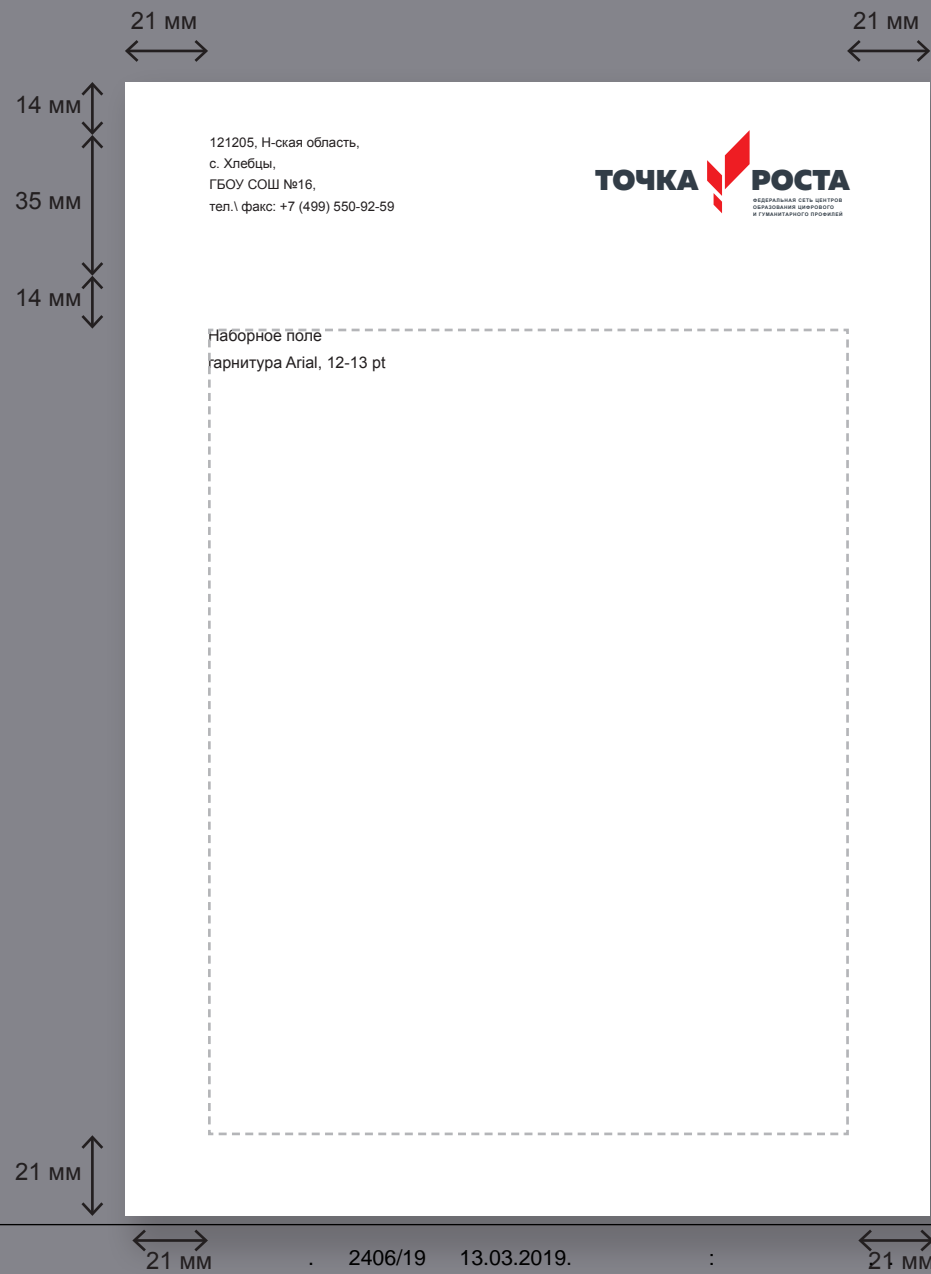 21 мм 21 мм
14 мм
35 мм
14 мм
121205, Н-ская область,
с. Хлебцы,
ГБОУ СОШ №16,
тел.\ факс: +7 (499) 550-92-59
ТОЧКА РОСТА
ФЕДЕРАЛЬНАЯ СЕТЬ ЦЕНТРОВ
ОБРАЗОВАНИЯ ЦИФРОВОГО
И ГУМАНИТАРНОГО ПРОФИЛЕЙ
Наборное поле
гарнитура Arial, 12-13 pt
21 мм
21 мм 21 мм
. 2406/19 13.03.2019. :